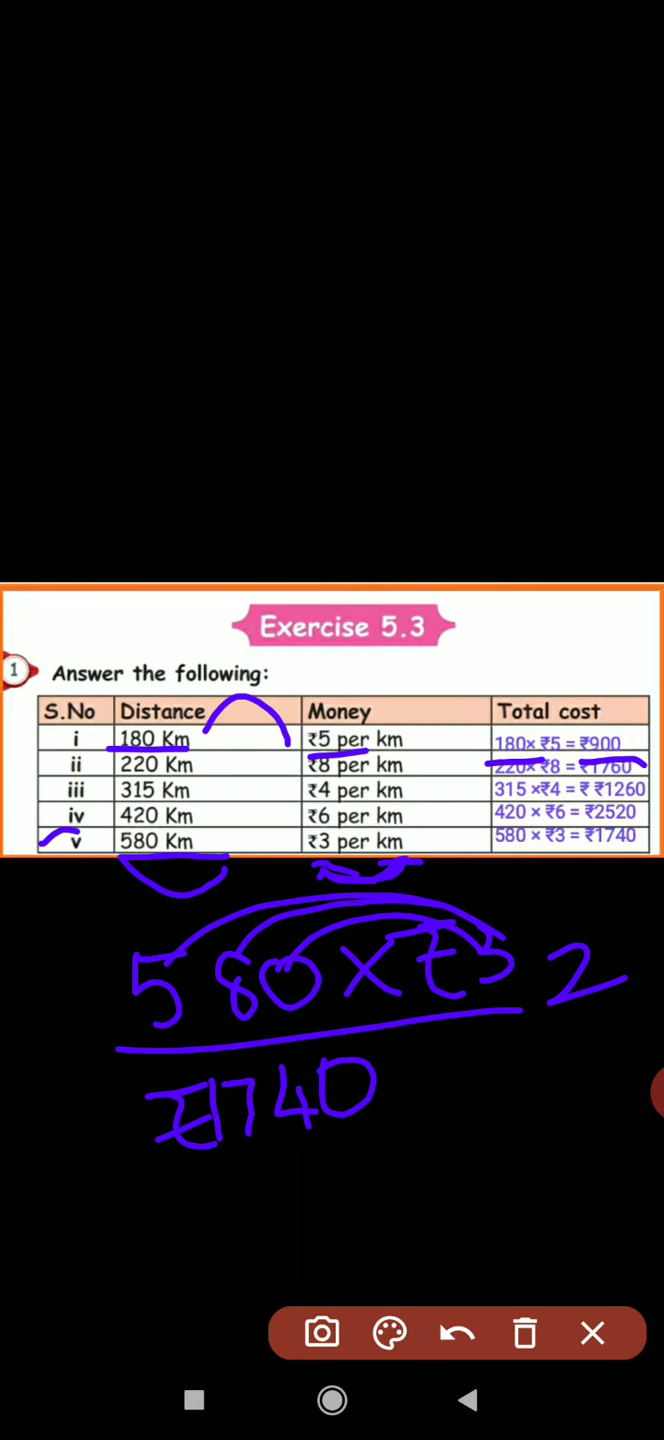 Exercise 5.3
1 Answer the following:
S.No Distance Money Total cost
i 180 Km ₹5 per km 180× ₹5 = ₹900
ii 220 Km ₹8 per km 220× ₹8 = ₹1760
iii 315 Km ₹4 per km 315 ×₹4 = ₹ ₹1260
iv 420 Km ₹6 per km 420 × ₹6 = ₹2520
v 580 Km ₹3 per km 580 × ₹3 = ₹1740
580×₹3 2
₹1740